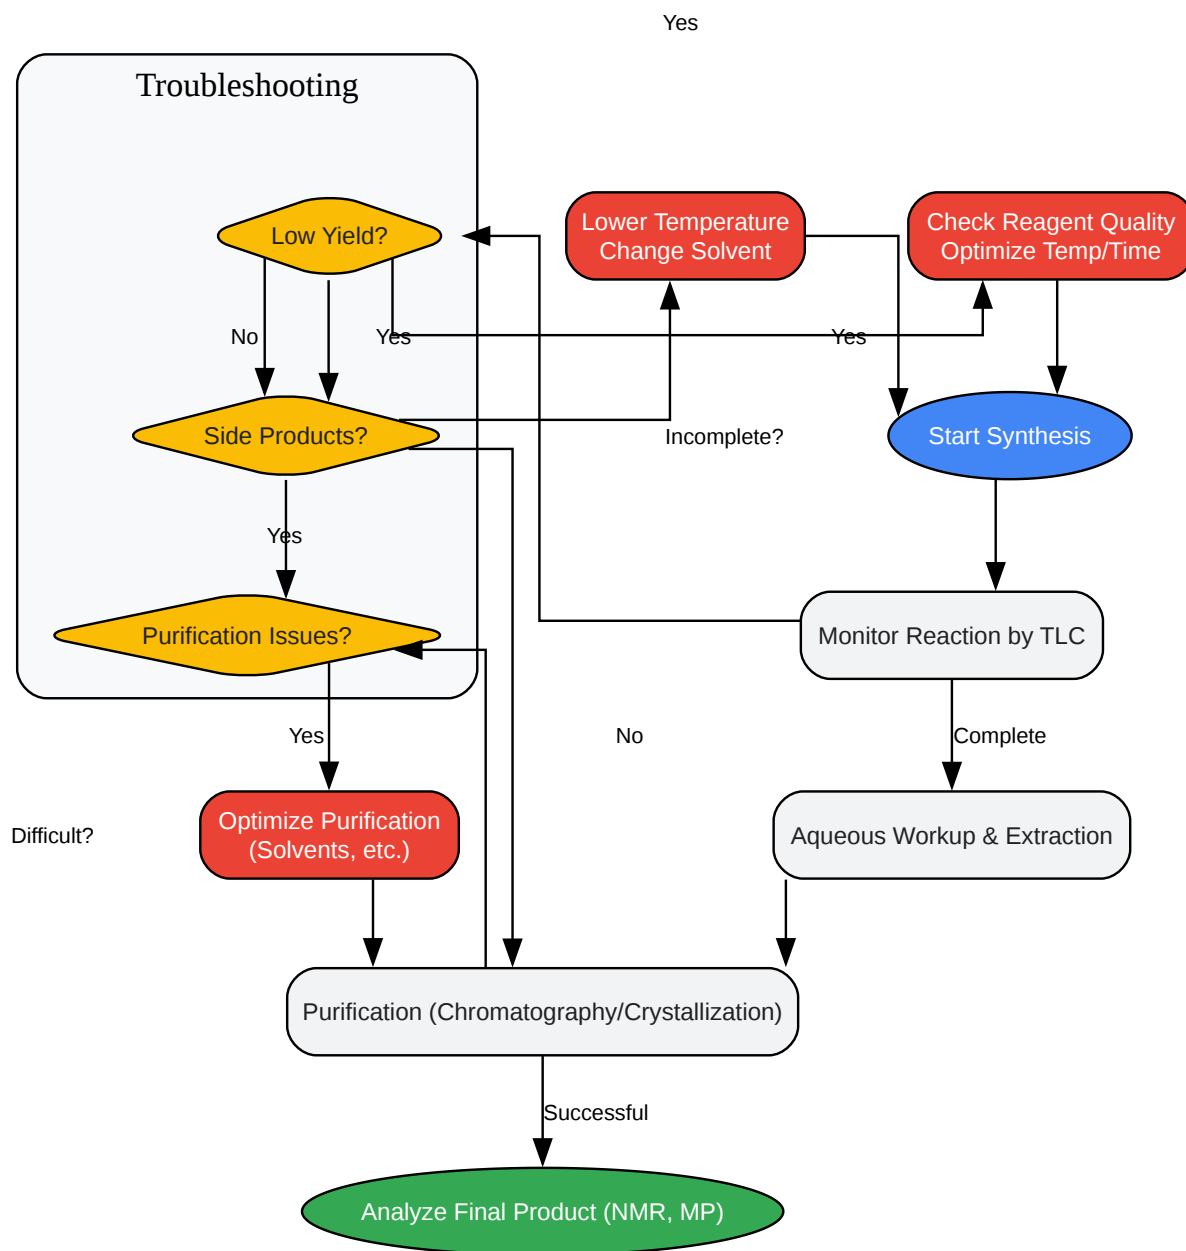 Yes
Troubleshooting
Low Yield?
Lower Temperature
Change Solvent
Check Reagent Quality
Optimize Temp/Time
No
Yes
Yes
Side Products?
Incomplete?
Start Synthesis
Yes
Purification Issues?
Monitor Reaction by TLC
Yes
No
Complete
Difficult?
Optimize Purification
(Solvents, etc.)
Aqueous Workup & Extraction
Purification (Chromatography/Crystallization)
Successful
Analyze Final Product (NMR, MP)